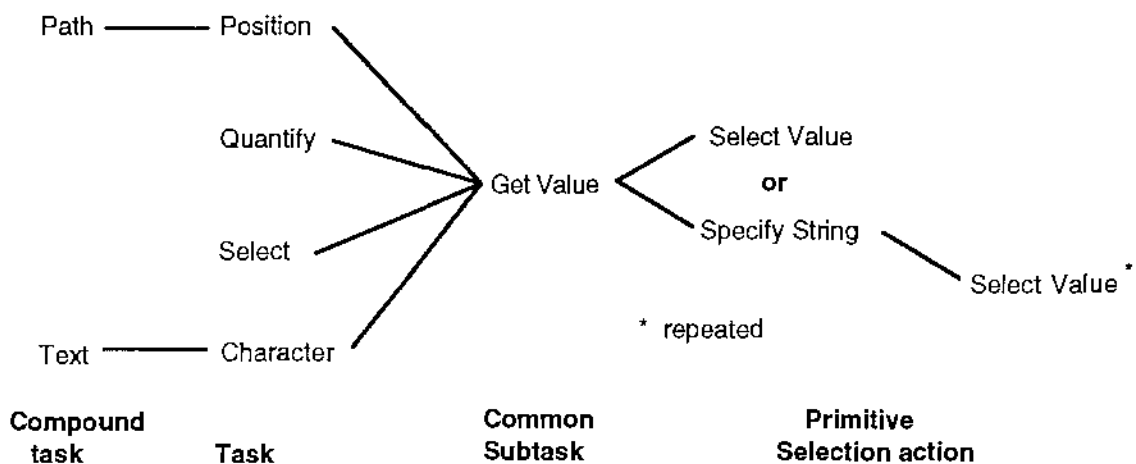 Path Position
Quantify
Select Value
Get Value
or
Specify String
Select
Select Value *
* repeated
Text Character
Compound task
Task
Common Subtask
Primitive Selection action